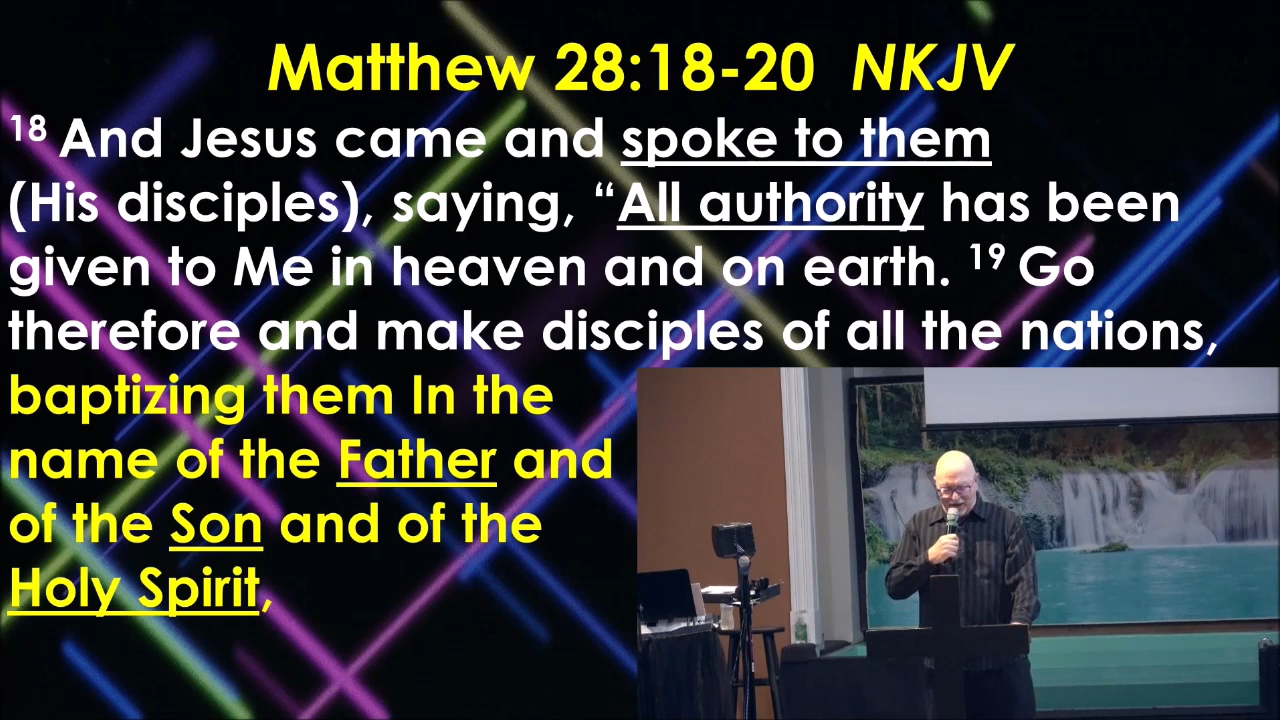 Matthew 28:18-20 NKJV
18 And Jesus came and spoke to them
(His disciples), saying, “All authority has been
given to Me in heaven and on earth. 19 Go
therefore and make disciples of all the nations,
baptizing them In the
name of the Father and
of the Son and of the
Holy Spirit,